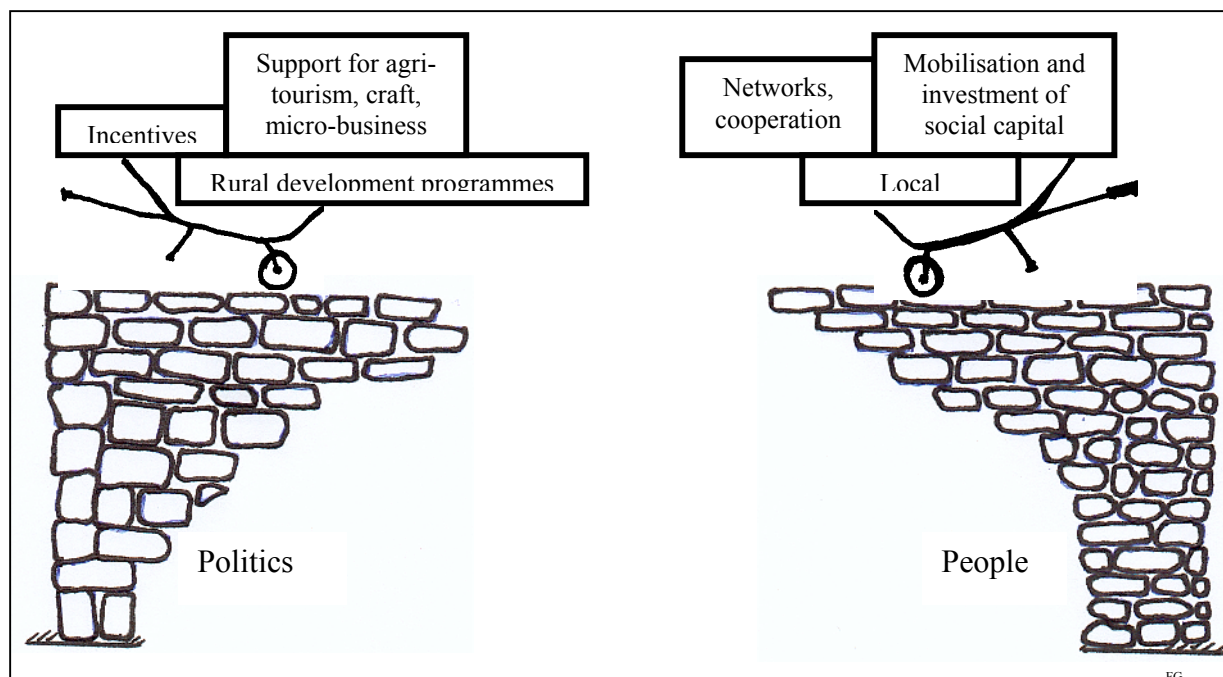 Support for agri-
tourism, craft,
micro-business
Incentives
Rural development programmes
Networks,
cooperation
Mobilisation and
investment of
social capital
Local
Politics
People
FG